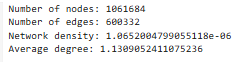 Number of nodes: 1061684
Number of edges: 600332
Network density: 1.0652004799055118e-06
Average degree: 1.1309052411075236